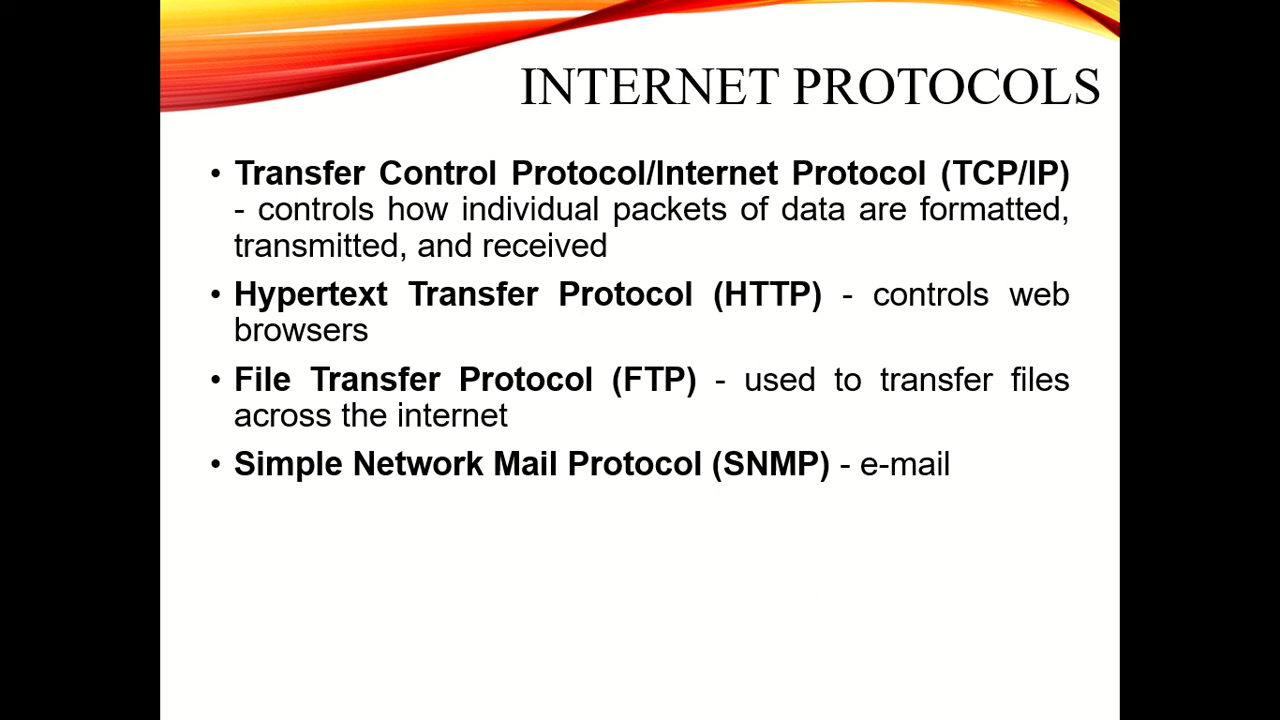 INTERNET PROTOCOLS
• Transfer Control Protocol/Internet Protocol (TCP/IP)
- controls how individual packets of data are formatted,
transmitted, and received
• Hypertext Transfer Protocol (HTTP) - controls web
browsers
• File Transfer Protocol (FTP) - used to transfer files
across the internet
• Simple Network Mail Protocol (SNMP) - e-mail